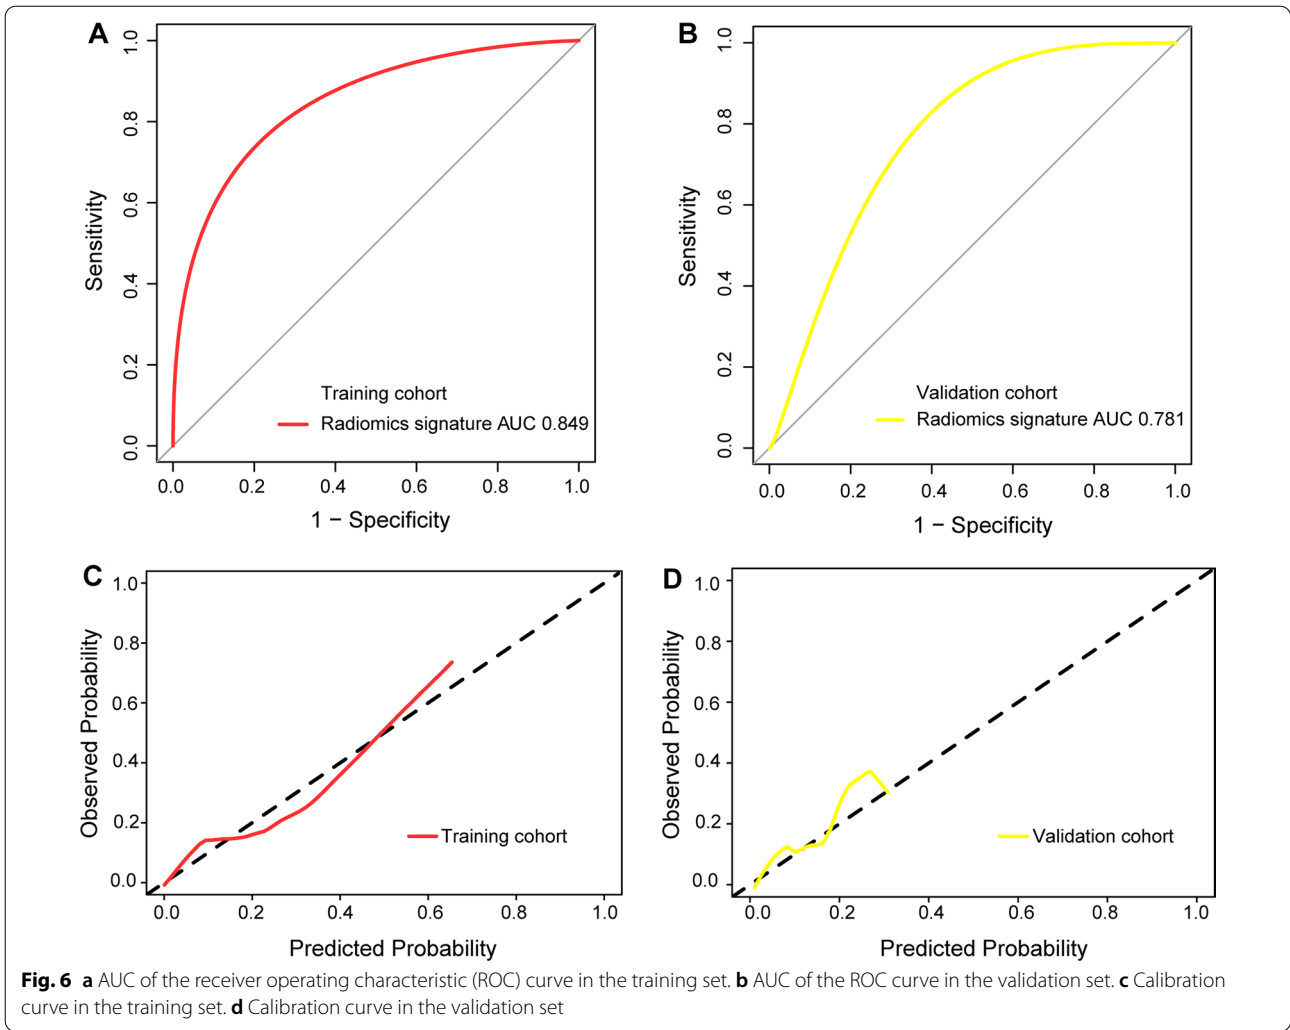 A
1.0
0.8
0.6
0.4
0.2
0.0
Sensitivity
Training cohort
Radiomics signature AUC 0.849
0.0 0.2 0.4 0.6 0.8 1.0
1 − Specificity
B
1.0
0.8
0.6
0.4
0.2
0.0
Sensitivity
Validation cohort
Radiomics signature AUC 0.781
0.0 0.2 0.4 0.6 0.8 1.0
1 − Specificity
C
1.0
0.8
0.6
0.4
0.2
0.0
Observed Probability
Training cohort
0.0 0.2 0.4 0.6 0.8 1.0
Predicted Probability
D
1.0
0.8
0.6
0.4
0.2
0.0
Observed Probability
Validation cohort
0.0 0.2 0.4 0.6 0.8 1.0
Predicted Probability
Fig. 6 a AUC of the receiver operating characteristic (ROC) curve in the training set. b AUC of the ROC curve in the validation set. c Calibration
curve in the training set. d Calibration curve in the validation set